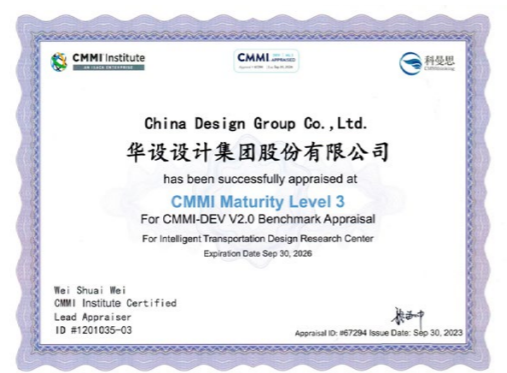 CMMI Institute
AN ISACA ENTERPRISE
CMMI
APPRAISED
科曼思
China Design Group Co.,Ltd.
华设设计集团股份有限公司
has been successfully appraised at
CMMI Maturity Level 3
For CMMI-DEV V2.0 Benchmark Appraisal
For Intelligent Transportation Design Research Center
Expiration Date Sep 30, 2026
Wei Shuai Wei
CMMI Institute Certified
Lead Appraiser
ID #1201035-03
Appraisal ID: #67294 Issue Date: Sep 30, 2023